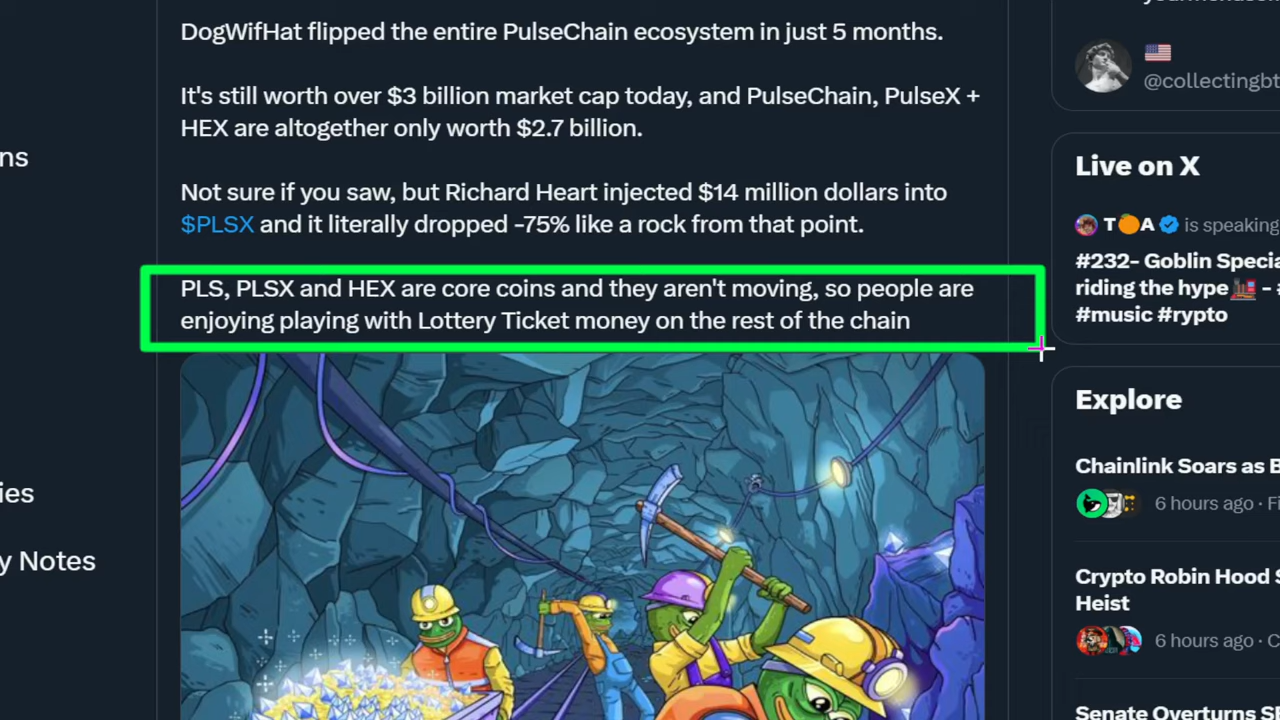 DogWifHat flipped the entire PulseChain ecosystem in just 5 months.
It's still worth over $3 billion market cap today, and PulseChain, PulseX +
HEX are altogether only worth $2.7 billion.
Not sure if you saw, but Richard Heart injected $14 million dollars into
$PLSX and it literally dropped -75% like a rock from that point.
PLS, PLSX and HEX are core coins and they aren't moving, so people are
enjoying playing with Lottery Ticket money on the rest of the chain
ns
ies
y Notes
@collectingbt
Live on X
T🍊A is speaking
#232- Goblin Specia
riding the hype🚂 - #
#music #rypto
Explore
Chainlink Soars as B
6 hours ago · Fi
Crypto Robin Hood S
Heist
6 hours ago · C
Senate Overturns S